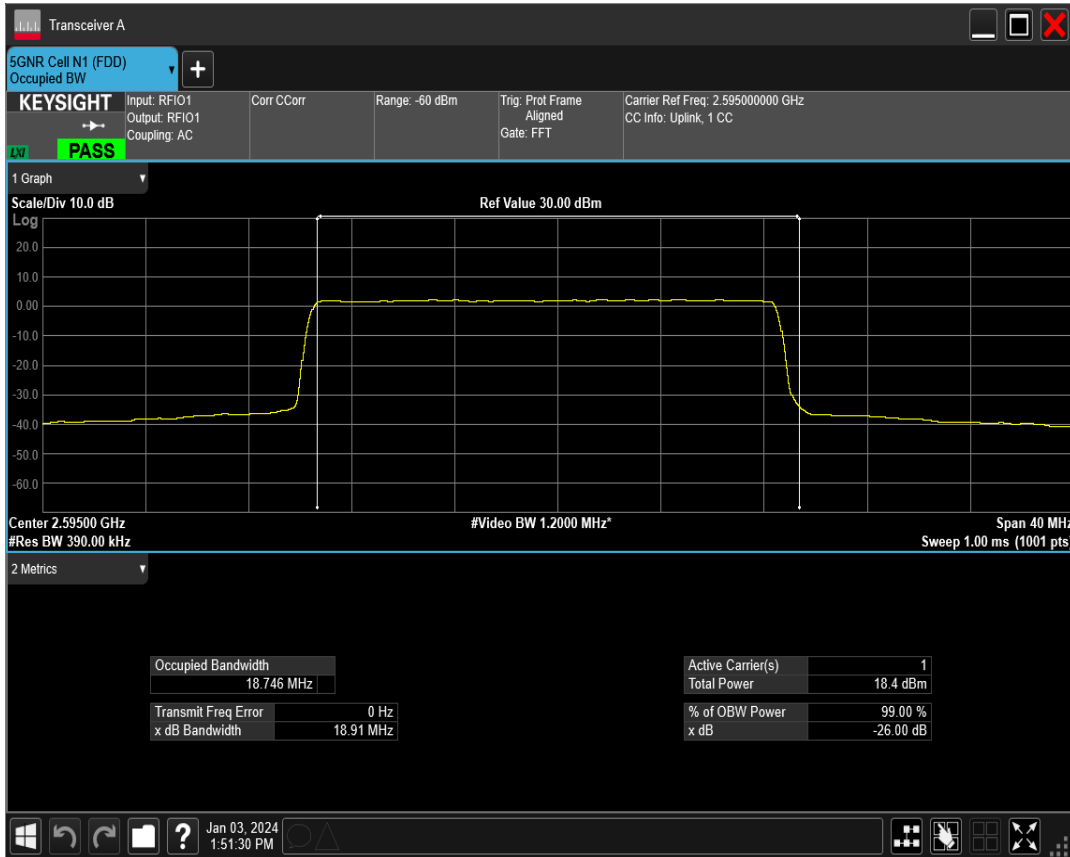 Transceiver A
5GNR Cell N1 (FDD)
Occupied BW
+
KEYSIGHT
LXI
PASS
Input: RFIO1
Output: RFIO1
Coupling: AC
Corr CCorr
Range: -60 dBm
Trig: Prot Frame
Aligned
Gate: FFT
Carrier Ref Freq: 2.595000000 GHz
CC Info: Uplink, 1 CC
1 Graph
Scale/Div 10.0 dB
Ref Value 30.00 dBm
Log
20.0
10.0
0.00
-10.0
-20.0
-30.0
-40.0
-50.0
-60.0
Center 2.59500 GHz
#Video BW 1.2000 MHz*
Span 40 MHz
#Res BW 390.00 kHz
Sweep 1.00 ms (1001 pts)
2 Metrics
Occupied Bandwidth
18.746 MHz
Transmit Freq Error 0 Hz
x dB Bandwidth 18.91 MHz
Active Carrier(s) 1
Total Power 18.4 dBm
% of OBW Power 99.00 %
x dB -26.00 dB
?
Jan 03, 2024
1:51:30 PM